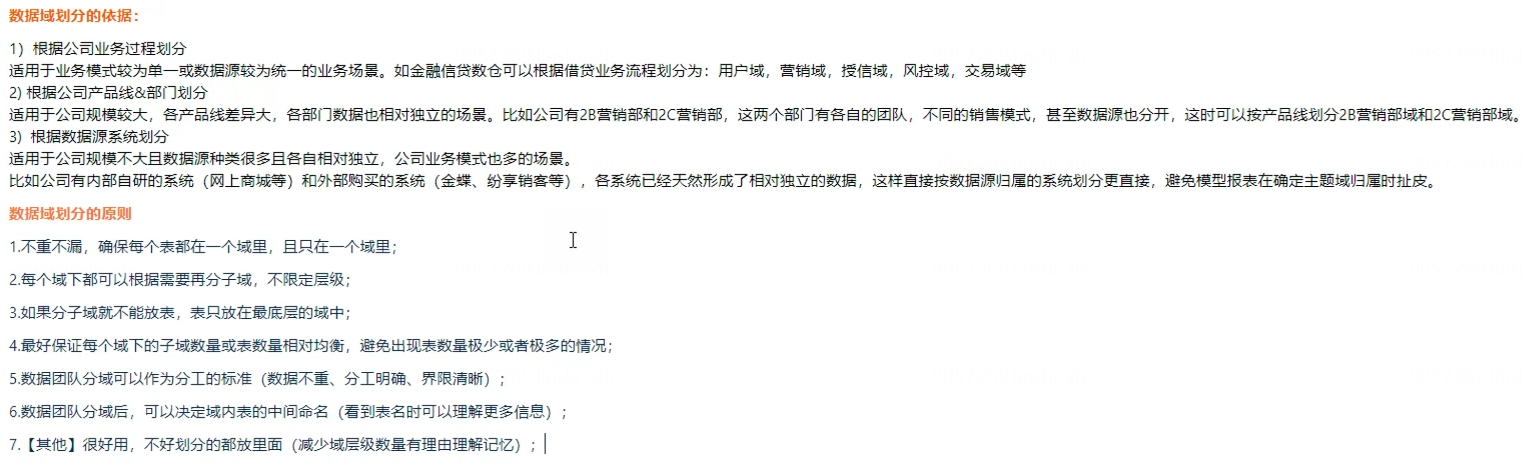 数据域划分的依据：
1）根据公司业务过程划分
适用于业务模式较为单一或数据源较为统一的业务场景。如金融信贷数仓可以根据借贷业务流程划分为：用户域，营销域，授信域，风控域，交易域等
2) 根据公司产品线&部门划分
适用于公司规模较大，各产品线差异大，各部门数据也相对独立的场景。比如公司有2B营销部和2C营销部，这两个部门有各自的团队，不同的销售模式，甚至数据源也分开，这时可以按产品线划分2B营销部域和2C营销部域。
3）根据数据源系统划分
适用于公司规模不大且数据源种类很多且各自相对独立，公司业务模式也多的场景。
比如公司有内部自研的系统（网上商城等）和外部购买的系统（金蝶、纷享销客等），各系统已经天然形成了相对独立的数据，这样直接按数据源归属的系统划分更直接，避免模型报表在确定主题域归属时扯皮。
数据域划分的原则
1.不重不漏，确保每个表都在一个域里，且只在一个域里；
2.每个域下都可以根据需要再分子域，不限定层级；
3.如果分子域就不能放表，表只放在最底层的域中；
4.最好保证每个域下的子域数量或表数量相对均衡，避免出现表数量极少或者极多的情况；
5.数据团队分域可以作为分工的标准（数据不重、分工明确、界限清晰）；
6.数据团队分域后，可以决定域内表的中间命名（看到表名时可以理解更多信息）；
7.【其他】很好用，不好划分的都放里面（减少域层级数量有理由理解记忆）；